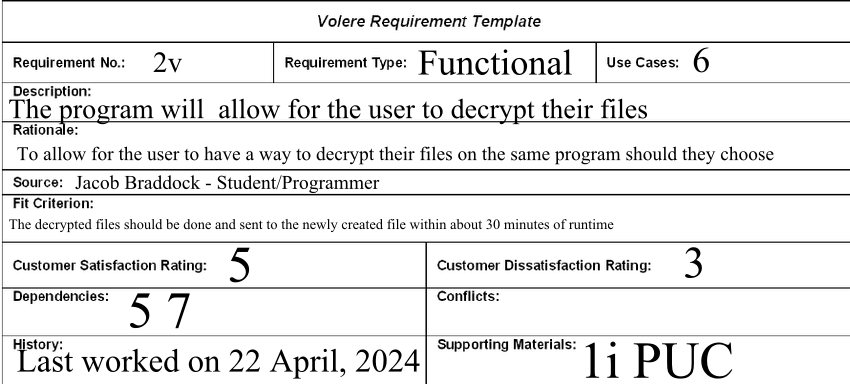 Volere Requirement Template
Requirement No.: 2v Requirement Type: Functional Use Cases: 6
Description:
The program will allow for the user to decrypt their files
Rationale:
To allow for the user to have a way to decrypt their files on the same program should they choose
Source: Jacob Braddock - Student/Programmer
Fit Criterion:
The decrypted files should be done and sent to the newly created file within about 30 minutes of runtime
Customer Satisfaction Rating: 5 Customer Dissatisfaction Rating: 3
Dependencies: 5 7 Conflicts:
History: Supporting Materials: 1i PUC
Last worked on 22 April, 2024